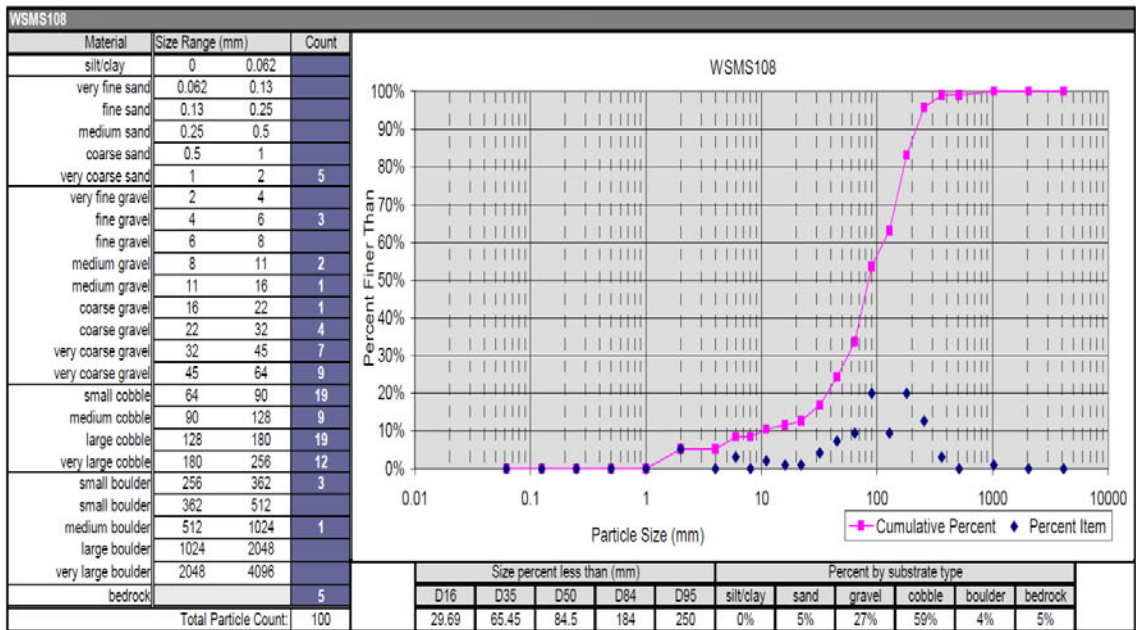 WSMS108
Material Size Range (mm) Count
silt/clay 0 0.062
very fine sand 0.062 0.13
fine sand 0.13 0.25
medium sand 0.25 0.5
coarse sand 0.5 1
very coarse sand 1 2 5
very fine gravel 2 4
fine gravel 4 6 3
fine gravel 6 8
medium gravel 8 11 2
medium gravel 11 16 1
coarse gravel 16 22 1
coarse gravel 22 32 4
very coarse gravel 32 45 7
very coarse gravel 45 64 9
small cobble 64 90 19
medium cobble 90 128 9
large cobble 128 180 19
very large cobble 180 256 12
small boulder 256 362 3
small boulder 362 512
medium boulder 512 1024 1
large boulder 1024 2048
very large boulder 2048 4096
bedrock 5
Total Particle Count: 100
WSMS108
Percent Finer Than
100%
90%
80%
70%
60%
50%
40%
30%
20%
10%
0%
0.01 0.1 1 10 100 1000 10000
Particle Size (mm)
Cumulative Percent Percent Item
Size percent less than (mm) Percent by substrate type
D16 D35 D50 D84 D95 silt/clay sand gravel cobble boulder bedrock
29.69 65.45 84.5 184 250 0% 5% 27% 59% 4% 5%